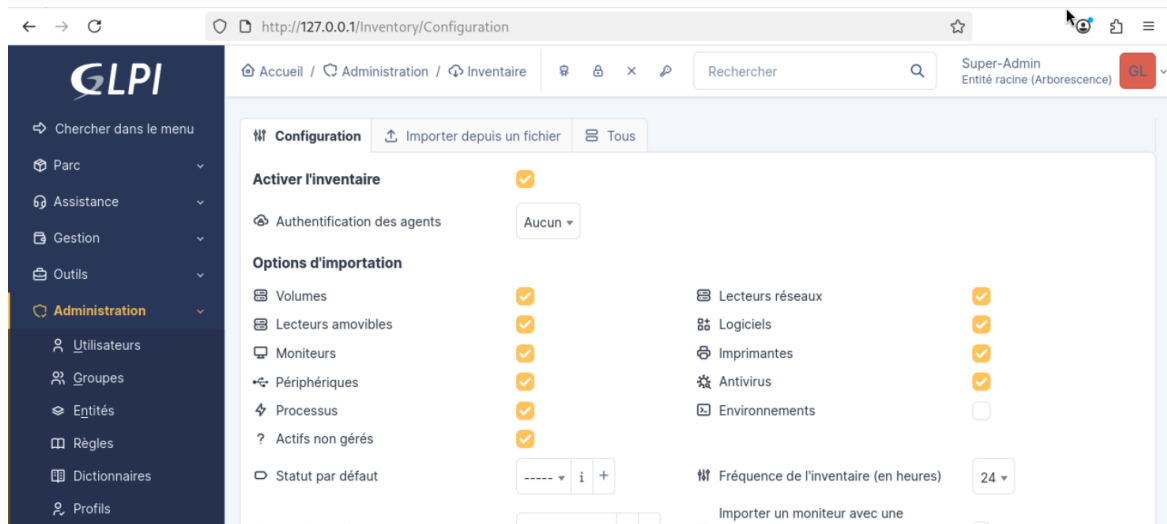 http://127.0.0.1/Inventory/Configuration
GLPI
Accueil / Administration / Inventaire
Rechercher
Super-Admin
Entité racine (Arborescence)
GL
Chercher dans le menu
Parc
Assistance
Gestion
Outils
Administration
Utilisateurs
Groupes
Entités
Règles
Dictionnaires
Profils
Configuration
Importer depuis un fichier
Tous
Activer l'inventaire
Authentification des agents
Aucun
Options d'importation
Volumes
Lecteurs réseaux
Lecteurs amovibles
Logiciels
Moniteurs
Imprimantes
Périphériques
Antivirus
Processus
Environnements
? Actifs non gérés
Statut par défaut
----- i +
Fréquence de l'inventaire (en heures)
24
Importer un moniteur avec une